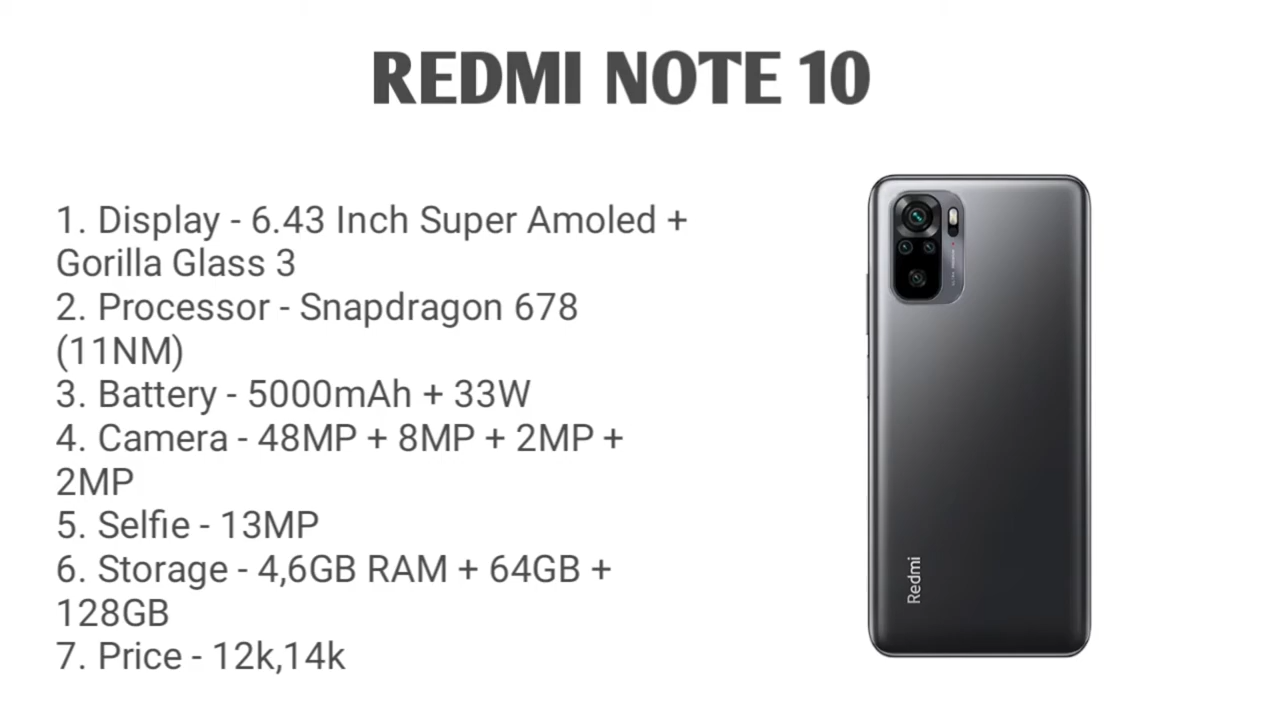 REDMI NOTE 10
1. Display - 6.43 Inch Super Amoled +
Gorilla Glass 3
2. Processor - Snapdragon 678
(11NM)
3. Battery - 5000mAh + 33W
4. Camera - 48MP + 8MP + 2MP +
2MP
5. Selfie - 13MP
6. Storage - 4,6GB RAM + 64GB +
128GB
7. Price - 12k,14k
Redmi